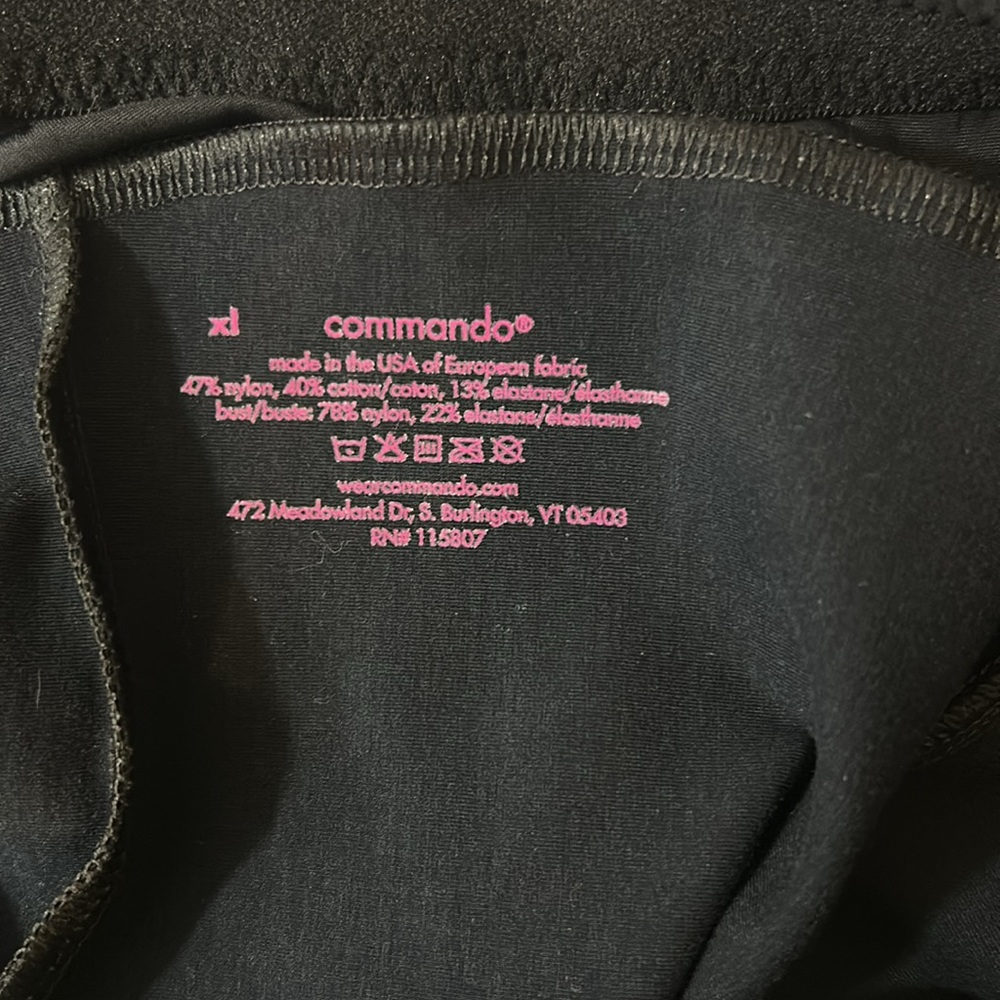 xl commando®
made in the USA of European fabric
47% nylon, 40% cotton/coton, 13% elastane/élasthanne
bust/buste: 78% nylon, 22% elastane/élasthanne
wearcommando.com
472 Meadowland Dr, S. Burlington, VT 05403
RN# 115807